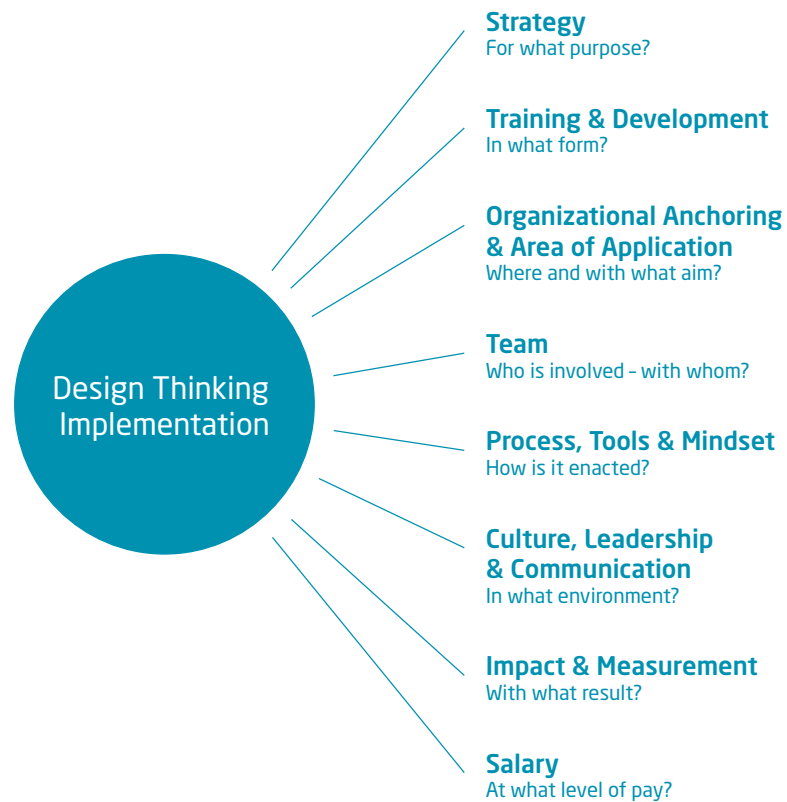 Strategy
For what purpose?
Training & Development
In what form?
Organizational Anchoring
& Area of Application
Where and with what aim?
Team
Who is involved – with whom?
Design Thinking
Implementation
Process, Tools & Mindset
How is it enacted?
Culture, Leadership
& Communication
In what environment?
Impact & Measurement
With what result?
Salary
At what level of pay?